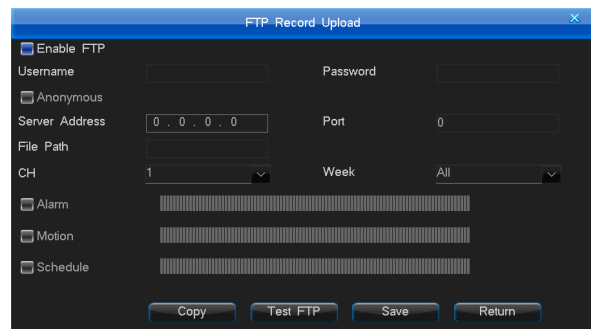 FTP Record Upload
Enable FTP
Username Password
Anonymous
Server Address 0 . 0 . 0 . 0 Port 0
File Path
CH 1 Week All
Alarm
Motion
Schedule
Copy Test FTP Save Return